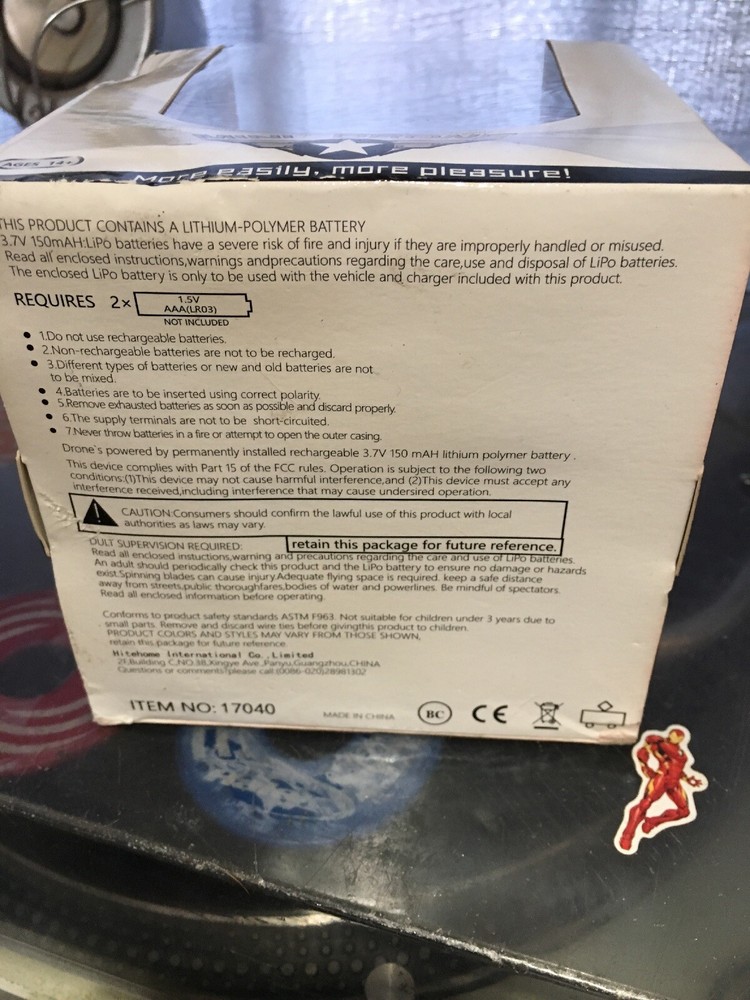 AGES 14+
More easily, more pleasure!
THIS PRODUCT CONTAINS A LITHIUM-POLYMER BATTERY
3.7V 150mAH:LiPo batteries have a severe risk of fire and injury if they are improperly handled or misused.
Read all enclosed instructions,warnings andprecautions regarding the care,use and disposal of LiPo batteries.
The enclosed LiPo battery is only to be used with the vehicle and charger included with this product.
REQUIRES 2× 1.5V
AAA(LR03)
NOT INCLUDED
• 1.Do not use rechargeable batteries.
• 2.Non-rechargeable batteries are not to be recharged.
• 3.Different types of batteries or new and old batteries are not
to be mixed.
• 4.Batteries are to be inserted using correct polarity.
• 5.Remove exhausted batteries as soon as possible and discard properly.
• 6.The supply terminals are not to be short-circuited.
• 7.Never throw batteries in a fire or attempt to open the outer casing.
Drone's powered by permanently installed rechargeable 3.7V 150 mAH lithium polymer battery .
This device complies with Part 15 of the FCC rules. Operation is subject to the following two
conditions:(1)This device may not cause harmful interference,and (2)This device must accept any
interference received,including interference that may cause undersired operation.
CAUTION:Consumers should confirm the lawful use of this product with local
authorities as laws may vary.
DULT SUPERVISION REQUIRED: retain this package for future reference.
Read all enclosed instuctions,warning and precautions regarding the care and use of LiPo batteries.
An adult should periodically check this product and the LiPo battery to ensure no damage or hazards
exist.Spinning blades can cause injury.Adequate flying space is required. keep a safe distance
away from streets,public thoroughfares,bodies of water and powerlines. Be mindful of spectators.
Read all enclosed information before operating.
Conforms to product safety standards ASTM F963. Not suitable for children under 3 years due to
small parts. Remove and discard wire ties before givingthis product to children.
PRODUCT COLORS AND STYLES MAY VARY FROM THOSE SHOWN.
retain this package for future reference.
Hitehome International Co.,Limited
2F,Building C,NO.38,Xingye Ave.,Panyu,Guangzhou,CHINA
Questions or comments?please call:(0086-020)28981302
ITEM NO: 17040 MADE IN CHINA BC CE